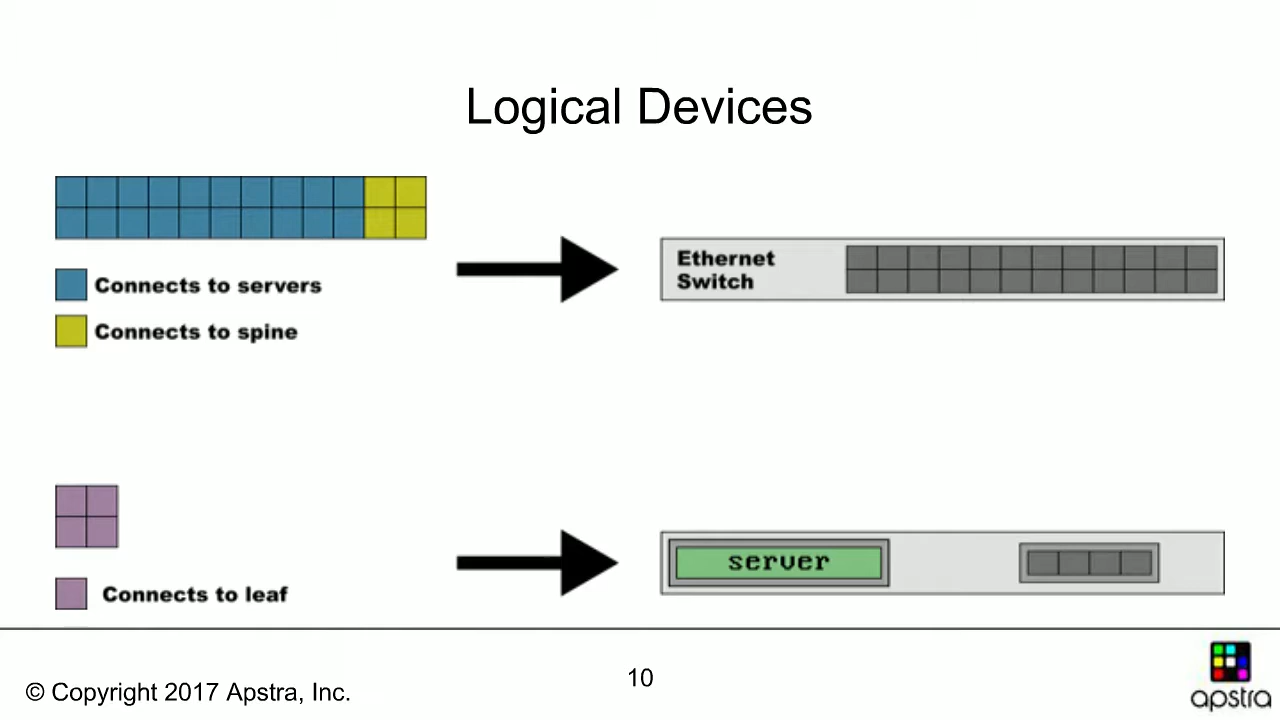 Logical Devices
Connects to servers
Connects to spine
Ethernet
Switch
Connects to leaf
server
© Copyright 2017 Apstra, Inc.
10
apstra